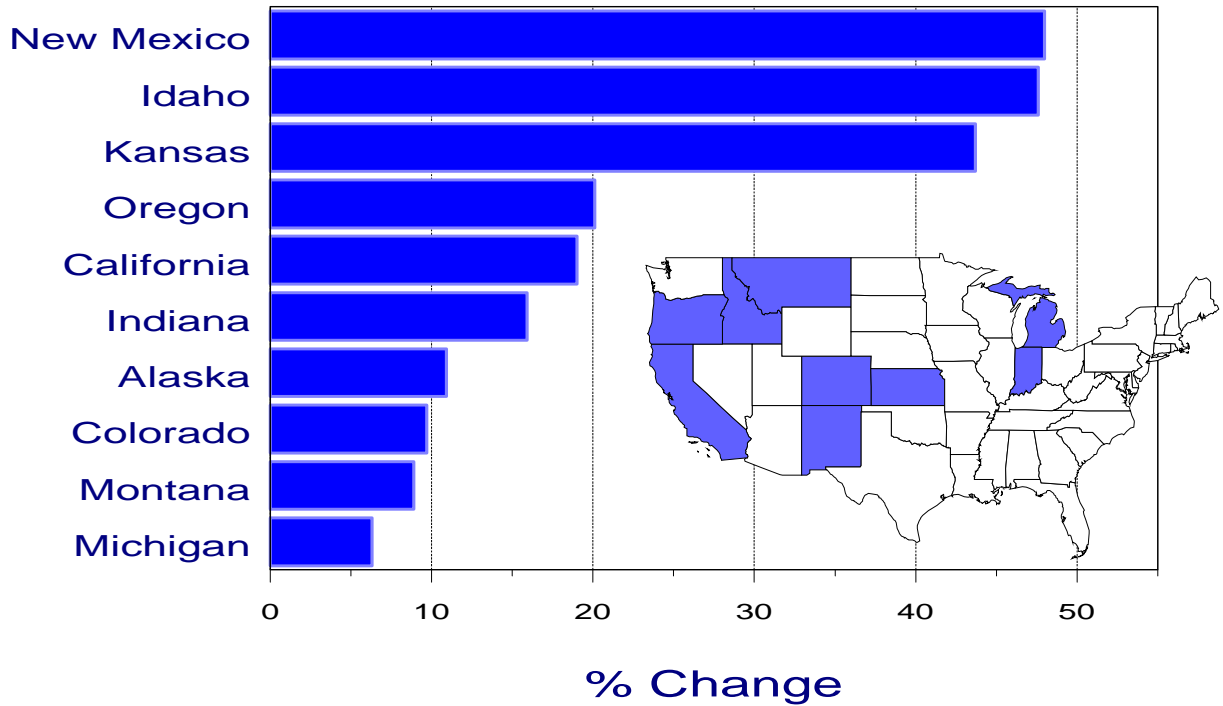 New Mexico
Idaho
Kansas
Oregon
California
Indiana
Alaska
Colorado
Montana
Michigan
0 10 20 30 40 50
% Change